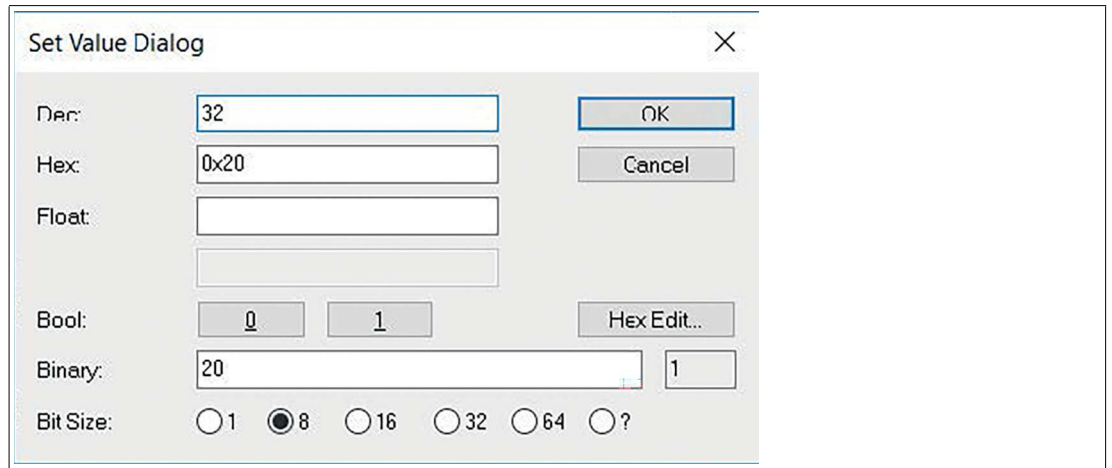 Set Value Dialog
Dec: 32 OK
Hex: 0x20 Cancel
Float:
Bool: 0 1 Hex Edit...
Binary: 20 1
Bit Size: 1 8 16 32 64 ?